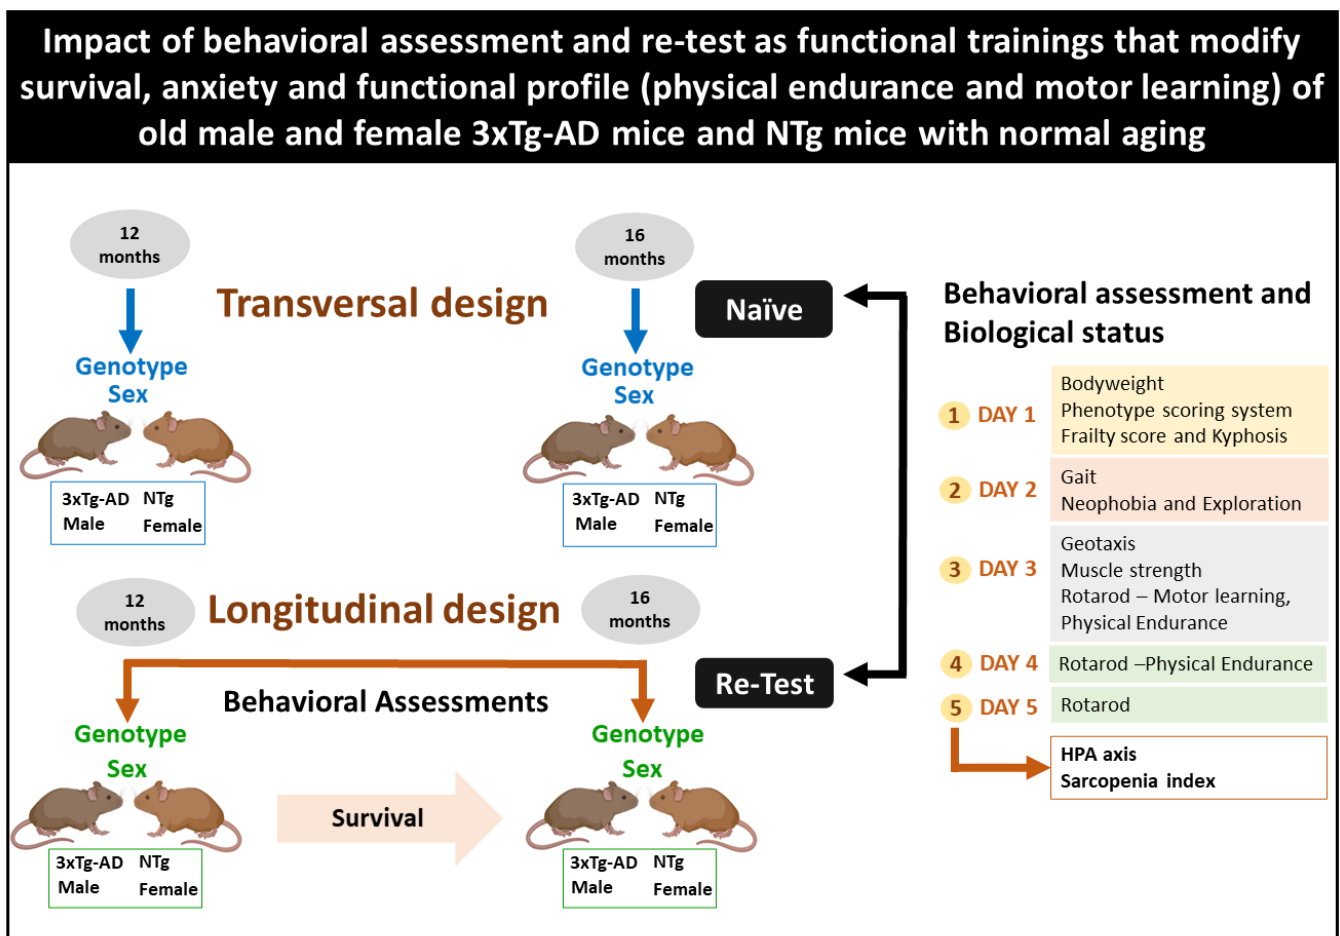 Impact of behavioral assessment and re-test as functional trainings that modify
survival, anxiety and functional profile (physical endurance and motor learning) of
old male and female 3xTg-AD mice and NTg mice with normal aging
12
months
Transversal design
16
months
Naïve
Genotype
Sex
3xTg-AD NTg
Male Female
Genotype
Sex
3xTg-AD NTg
Male Female
12
months
Longitudinal design
16
months
Re-Test
Behavioral Assessments
Genotype
Sex
3xTg-AD NTg
Male Female
Survival
Genotype
Sex
3xTg-AD NTg
Male Female
Behavioral assessment and
Biological status
1 DAY 1
Bodyweight
Phenotype scoring system
Frailty score and Kyphosis
2 DAY 2
Gait
Neophobia and Exploration
3 DAY 3
Geotaxis
Muscle strength
Rotarod – Motor learning,
Physical Endurance
4 DAY 4
Rotarod –Physical Endurance
5 DAY 5
Rotarod
HPA axis
Sarcopenia index